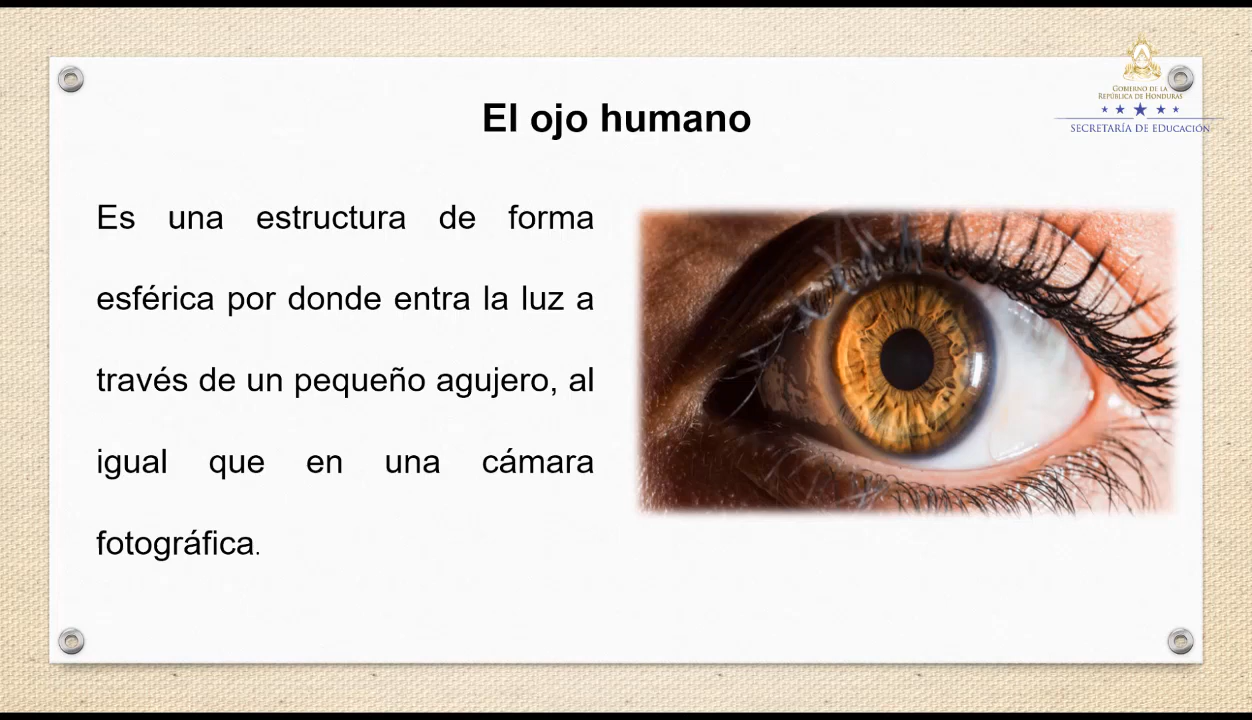 GOBIERNO DE LA
REPÚBLICA DE HONDURAS
SECRETARÍA DE EDUCACIÓN
El ojo humano
Es una estructura de forma
esférica por donde entra la luz a
través de un pequeño agujero, al
igual que en una cámara
fotográfica.